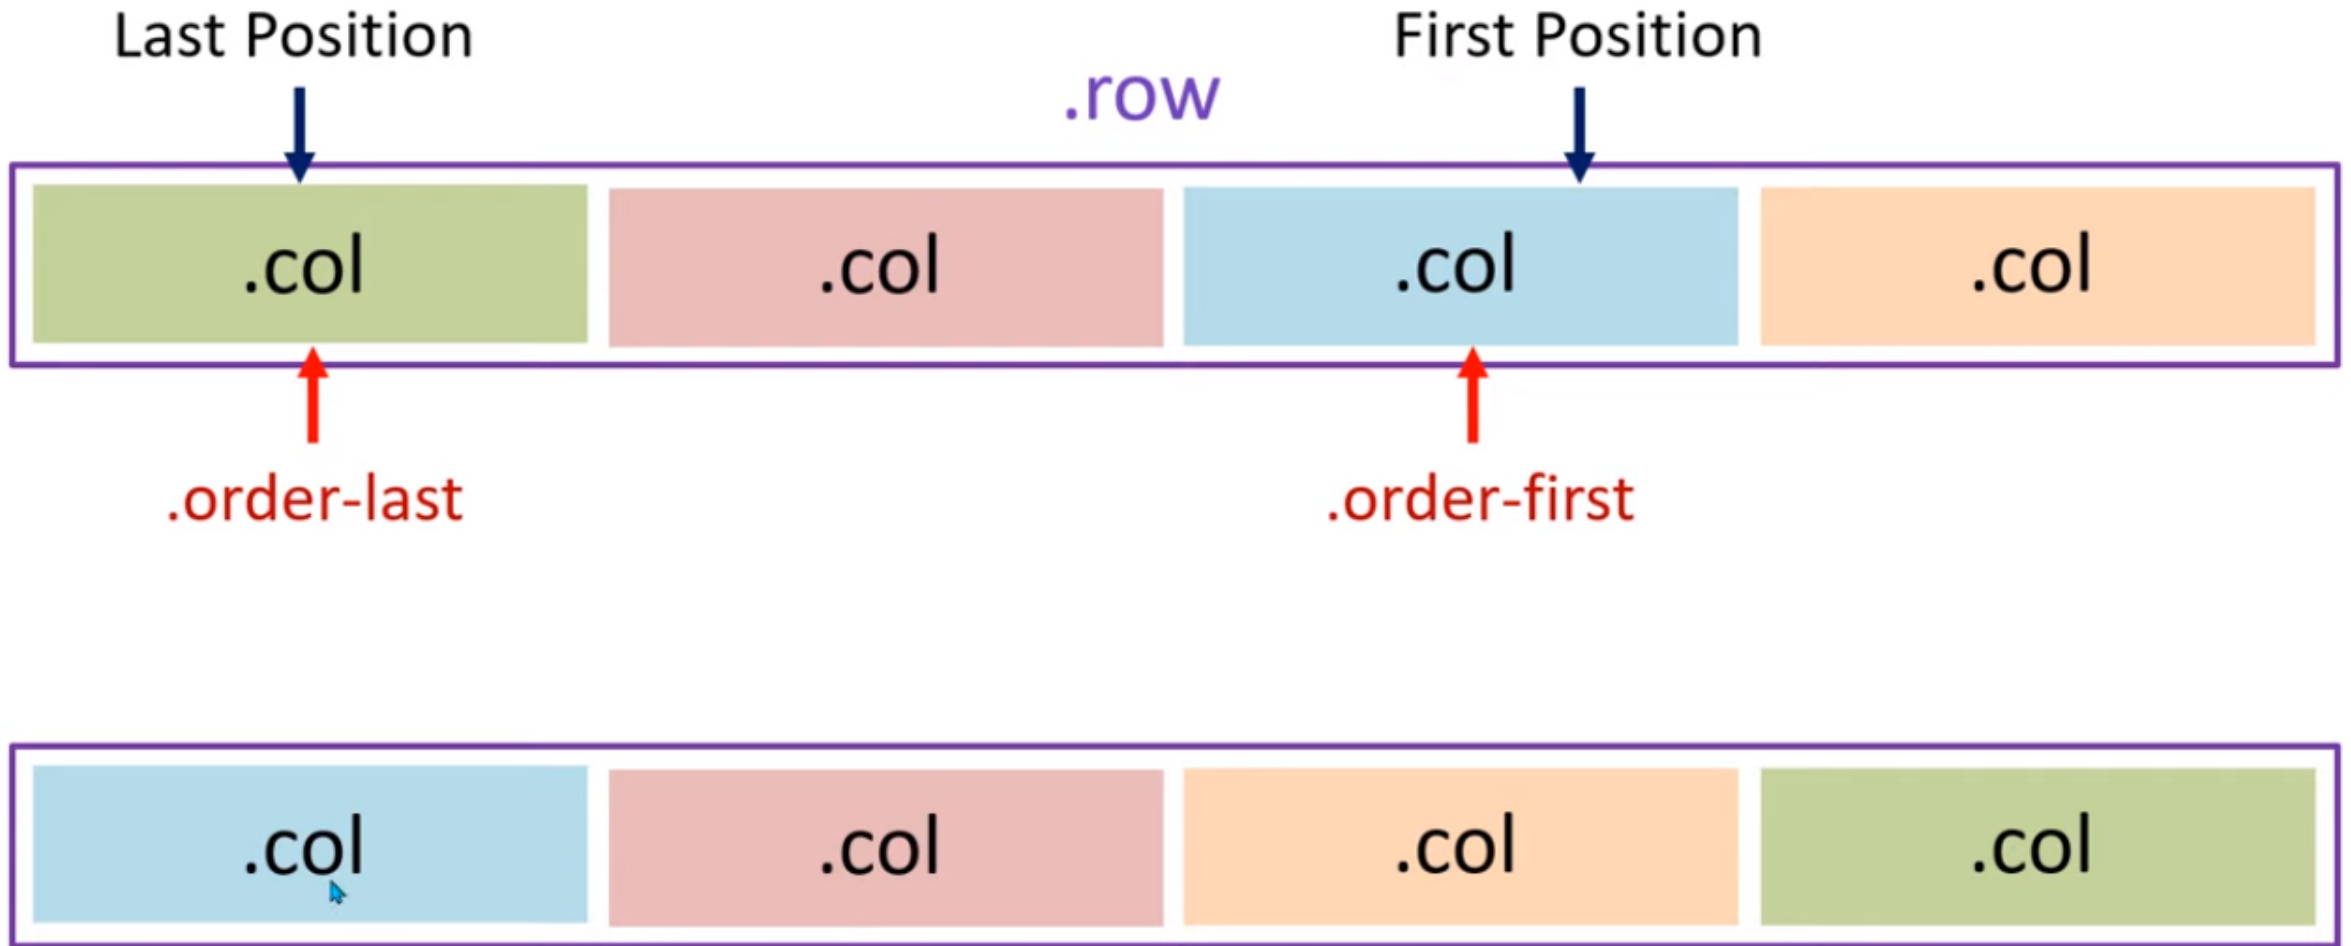 Last Position
First Position
.row
.col
.col
.col
.col
.order-last
.order-first
.col
.col
.col
.col